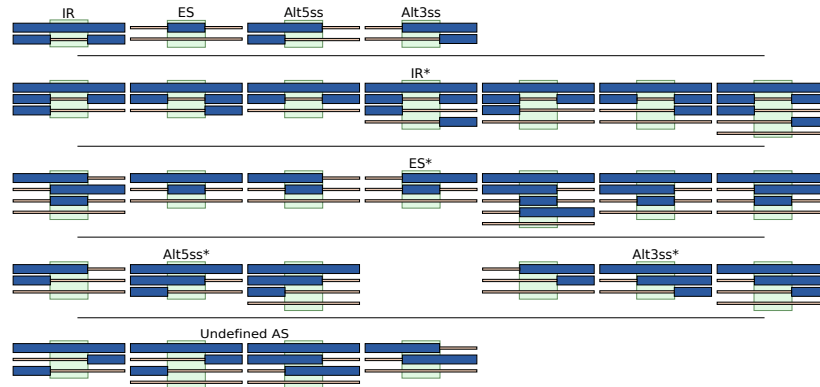 IR ES Alt5ss Alt3ss
IR*
ES*
Alt5ss* Alt3ss*
Undefined AS